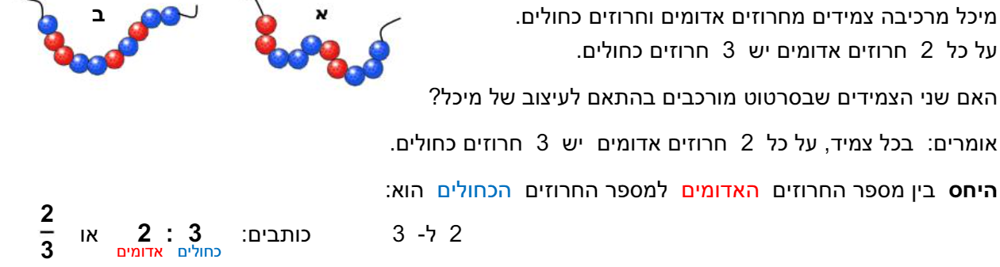 מיכל מרכיבה צמידים מחרוזים אדומים וחרוזים כחולים.
על כל 2 חרוזים אדומים יש 3 חרוזים כחולים.
א
ב
האם שני הצמידים שבסרטוט מורכבים בהתאם לעיצוב של מיכל?
אומרים: בכל צמיד, על כל 2 חרוזים אדומים יש 3 חרוזים כחולים.
היחס בין מספר החרוזים האדומים למספר החרוזים הכחולים הוא:
2 ל- 3 כותבים: 2 : 3 או 2/3
אדומים כחולים